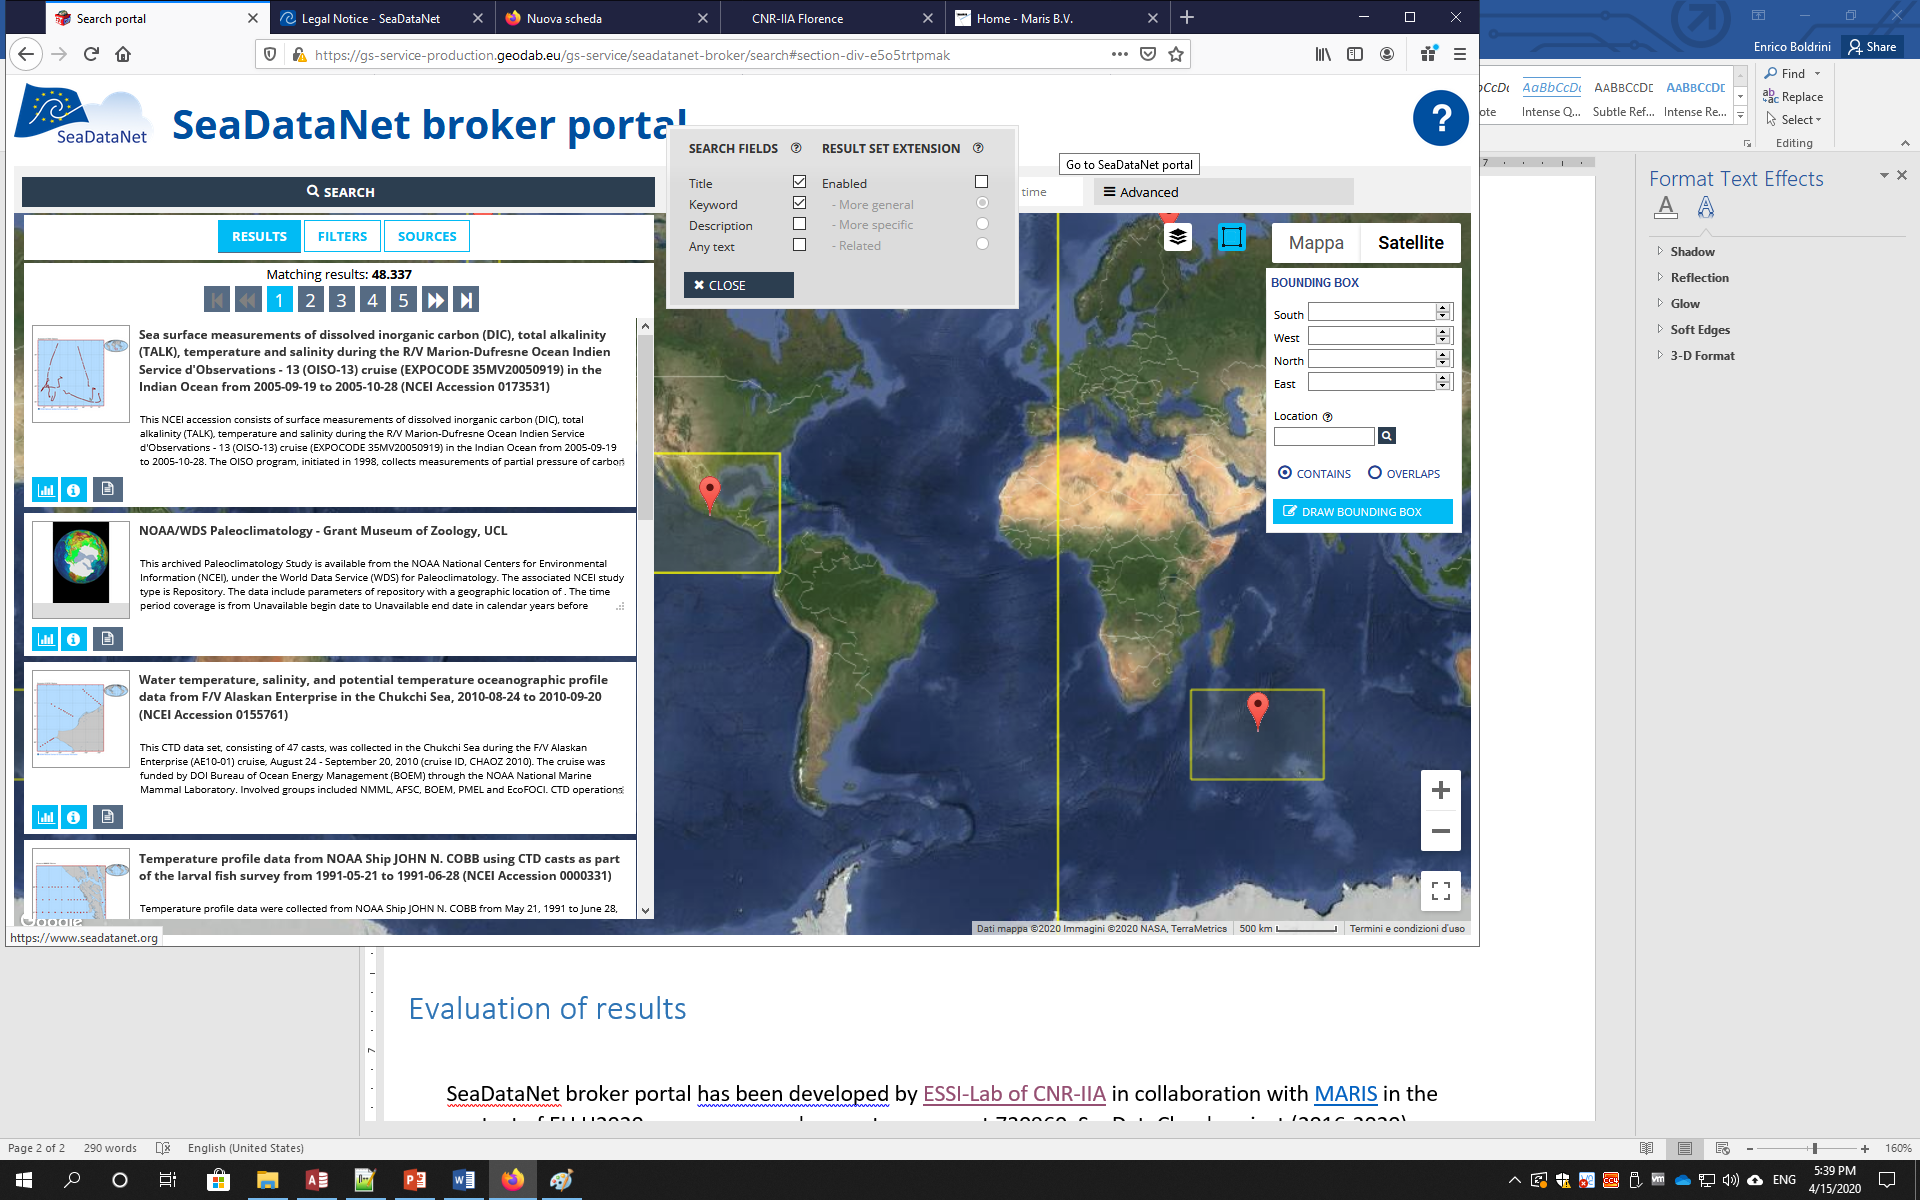 Search portal
Legal Notice - SeaDataNet
Nuova scheda
CNR-IIA Florence
Home - Maris B.V.
https://gs-service-production.geodab.eu/gs-service/seadatanet-broker/search#section-div-e5o5trtpmak
Enrico Boldrini
Share
AaBbCcDc
AABBCCDE
AABBCCDE
Intense Q...
Subtle Ref...
Intense Re...
Find
Replace
Select
Editing
SeaDataNet
SeaDataNet broker portal
?
Go to SeaDataNet portal
SEARCH
time
Advanced
SEARCH FIELDS
RESULT SET EXTENSION
Title
Enabled
Keyword
- More general
Description
- More specific
Any text
- Related
CLOSE
RESULTS
FILTERS
SOURCES
Matching results: 48.337
1 2 3 4 5
Sea surface measurements of dissolved inorganic carbon (DIC), total alkalinity
(TALK), temperature and salinity during the R/V Marion-Dufresne Ocean Indien
Service d'Observations - 13 (OISO-13) cruise (EXPOCODE 35MV20050919) in the
Indian Ocean from 2005-09-19 to 2005-10-28 (NCEI Accession 0173531)
This NCEI accession consists of surface measurements of dissolved inorganic carbon (DIC), total
alkalinity (TALK), temperature and salinity during the R/V Marion-Dufresne Ocean Indien Service
d'Observations - 13 (OISO-13) cruise (EXPOCODE 35MV20050919) in the Indian Ocean from 2005-09-19
to 2005-10-28. The OISO program, initiated in 1998, collects measurements of partial pressure of carbon
NOAA/WDS Paleoclimatology - Grant Museum of Zoology, UCL
This archived Paleoclimatology Study is available from the NOAA National Centers for Environmental
Information (NCEI), under the World Data Service (WDS) for Paleoclimatology. The associated NCEI study
type is Repository. The data include parameters of repository with a geographic location of . The time
period coverage is from Unavailable begin date to Unavailable end date in calendar years before
Water temperature, salinity, and potential temperature oceanographic profile
data from F/V Alaskan Enterprise in the Chukchi Sea, 2010-08-24 to 2010-09-20
(NCEI Accession 0155761)
This CTD data set, consisting of 47 casts, was collected in the Chukchi Sea during the F/V Alaskan
Enterprise (AE10-01) cruise, August 24 - September 20, 2010 (cruise ID, CHAOZ 2010). The cruise was
funded by DOI Bureau of Ocean Energy Management (BOEM) through the NOAA National Marine
Mammal Laboratory. Involved groups included NMML, AFSC, BOEM, PMEL and EcoFOCI. CTD operations
Temperature profile data from NOAA Ship JOHN N. COBB using CTD casts as part
of the larval fish survey from 1991-05-21 to 1991-06-28 (NCEI Accession 0000331)
Temperature profile data were collected from NOAA Ship JOHN N. COBB from May 21, 1991 to June 28,
Google
https://www.seadatanet.org
Mappa
Satellite
BOUNDING BOX
South
West
North
East
Location
CONTAINS
OVERLAPS
DRAW BOUNDING BOX
Dati mappa ©2020 Immagini ©2020 NASA, TerraMetrics
500 km
Termini e condizioni d'uso
Format Text Effects
Shadow
Reflection
Glow
Soft Edges
3-D Format
Evaluation of results
SeaDataNet broker portal has been developed by ESSI-Lab of CNR-IIA in collaboration with MARIS in the
Page 2 of 2
290 words
English (United States)
160%
ENG
5:39 PM
4/15/2020